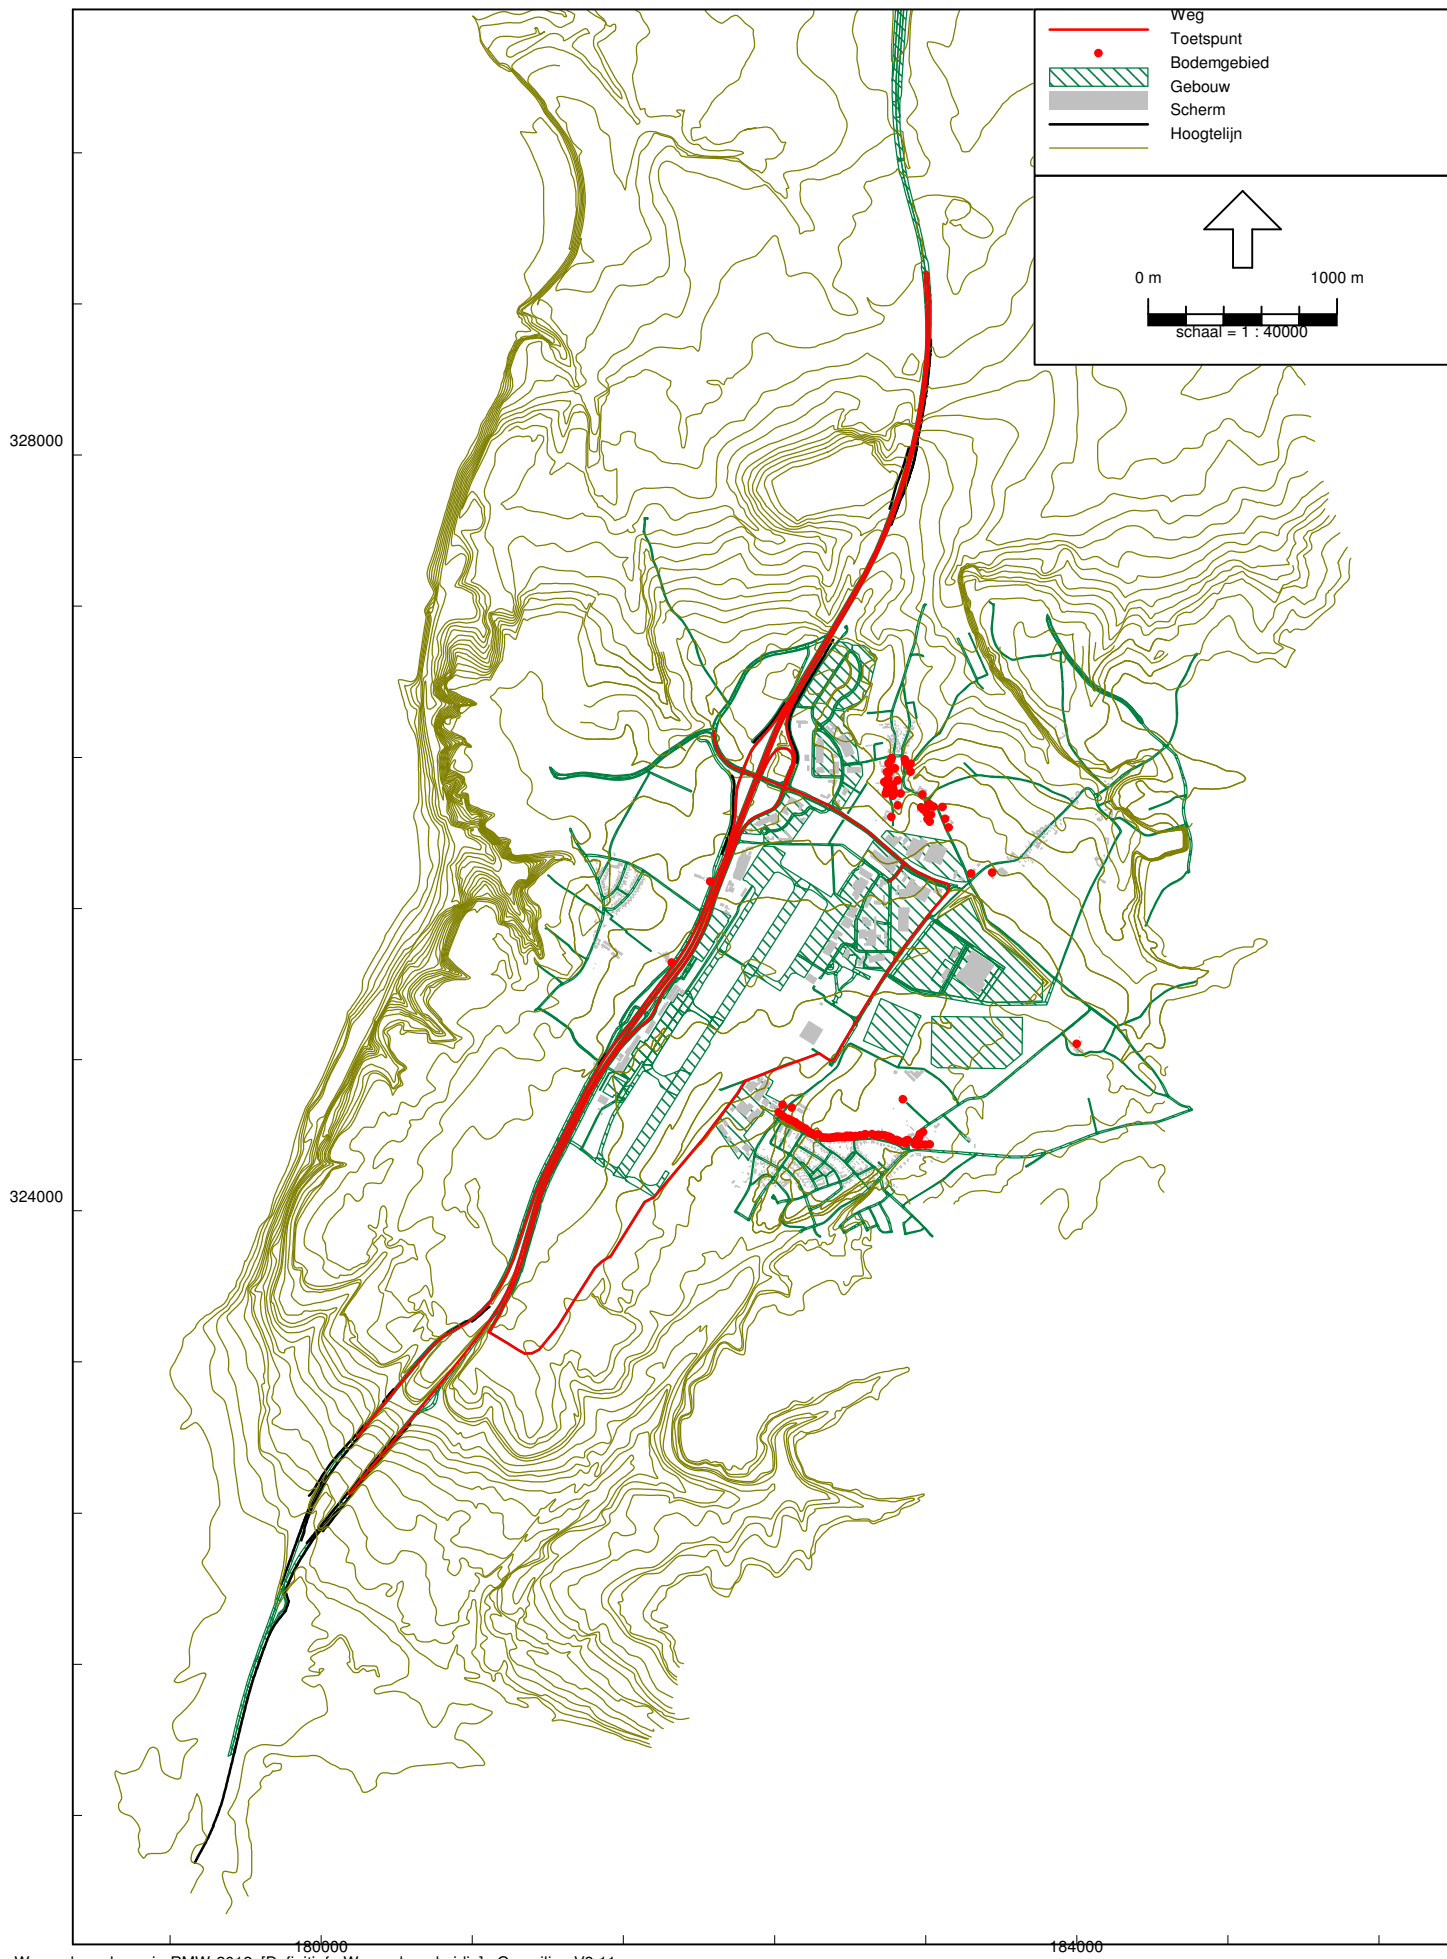 Weg
Toetspunt
Bodemgebied
Gebouw
Scherm
Hoogtelijn
0 m 1000 m
schaal = 1 : 40000
328000
324000
180000 184000